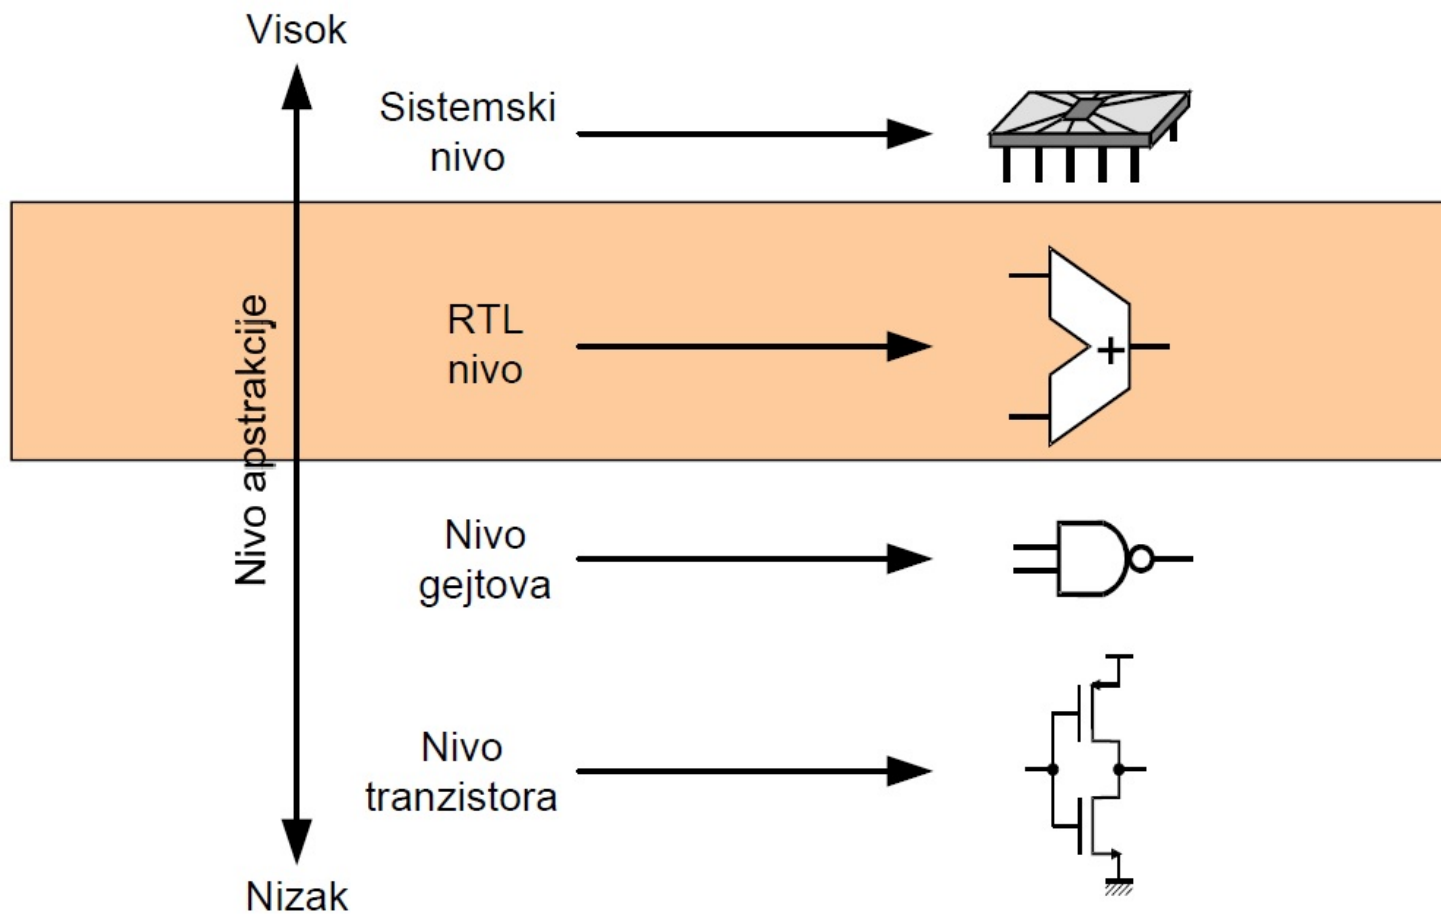 Visok
Sistemski
nivo
Nivo apstrakcije
RTL
nivo
+
Nivo
gejtova
Nivo
tranzistora
Nizak